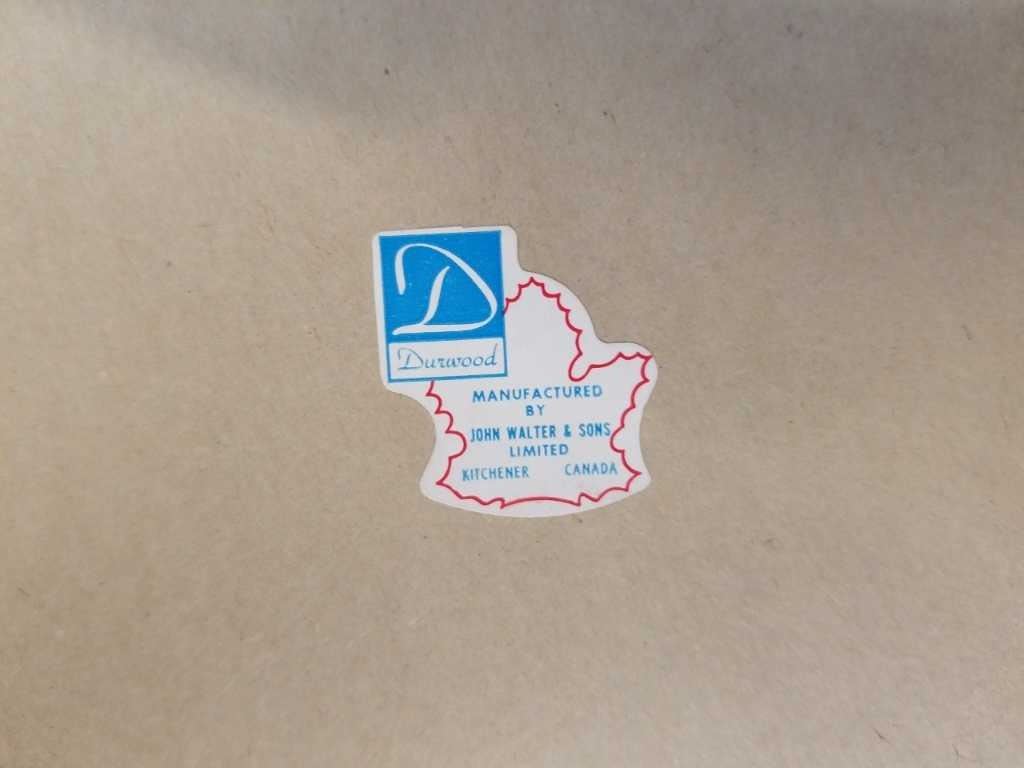 D
Durwood
MANUFACTURED
BY
JOHN WALTER & SONS
LIMITED
KITCHENER CANADA